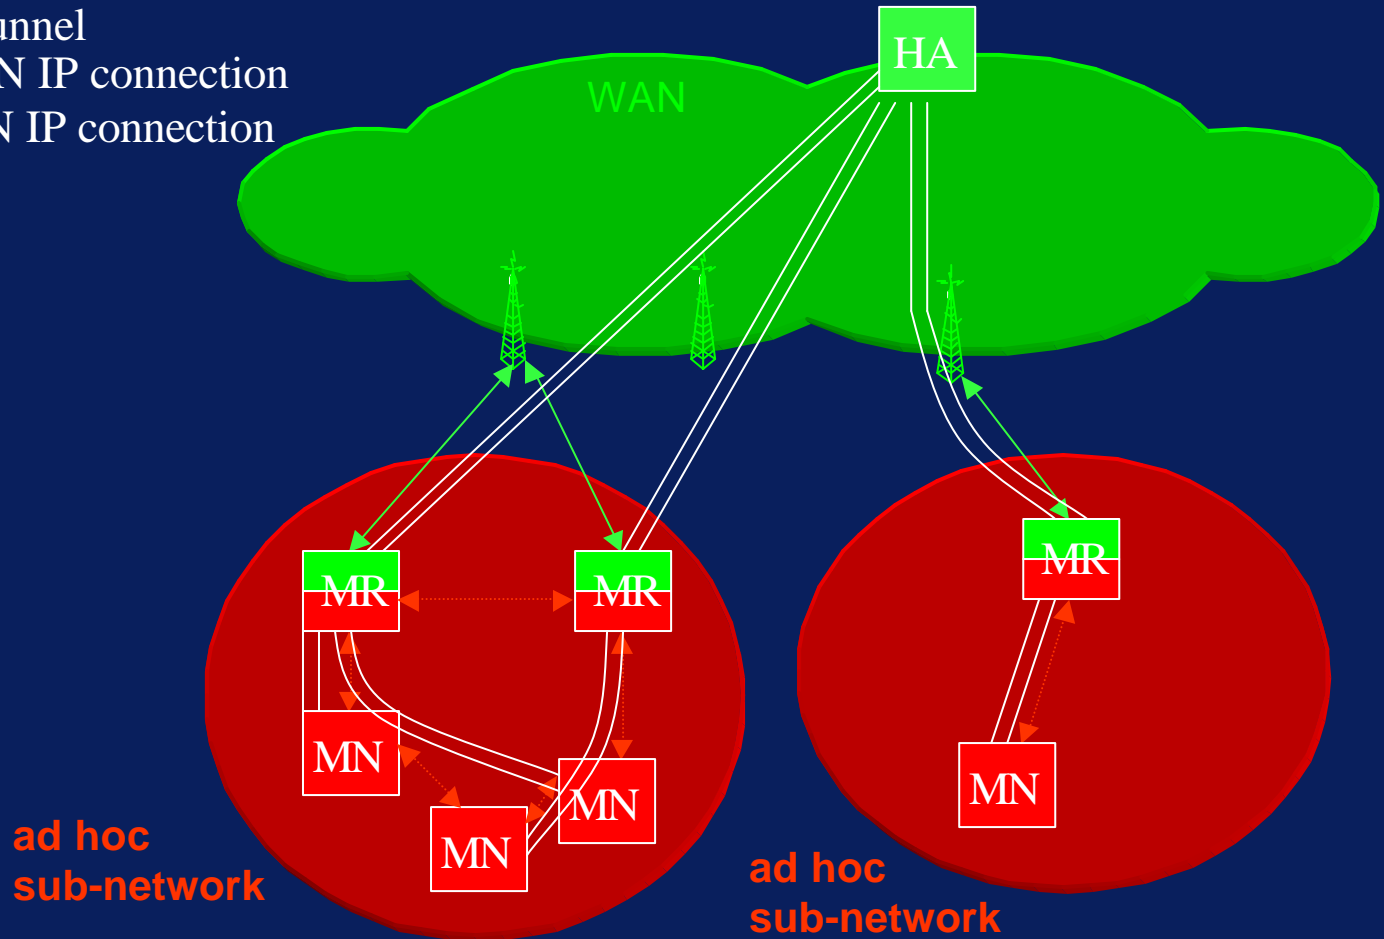 unnel
N IP connection
N IP connection
HA
WAN
MR
MR
MR
MN
MN
MN
MN
ad hoc
sub-network
ad hoc
sub-network